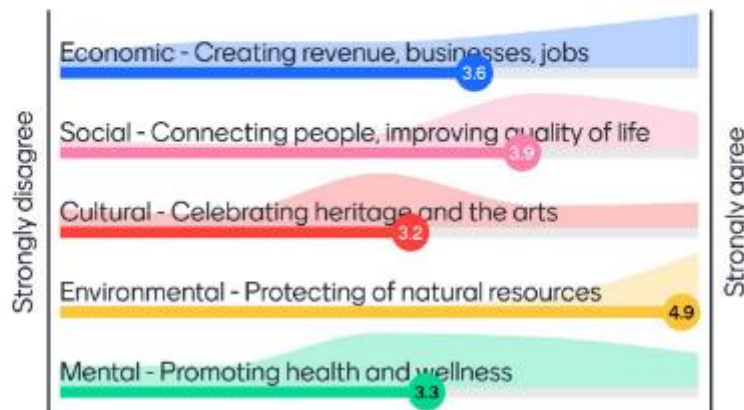 Strongly disagree
Economic - Creating revenue, businesses, jobs
3.6
Social - Connecting people, improving quality of life
3.9
Cultural - Celebrating heritage and the arts
3.2
Environmental - Protecting of natural resources
4.9
Mental - Promoting health and wellness
3.3
Strongly agree